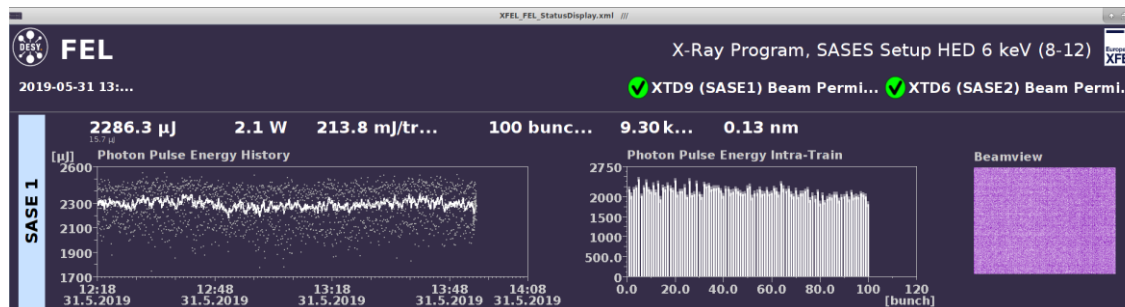 XFEL_FEL_StatusDisplay.xml ///
DESY. FEL X-Ray Program, SASES Setup HED 6 keV (8-12) Europe XFE
2019-05-31 13:... XTD9 (SASE1) Beam Permi... XTD6 (SASE2) Beam Permi.
2286.3 µJ 2.1 W 213.8 mJ/tr... 100 bunc... 9.30 k... 0.13 nm
15.7 µJ
[µJ] Photon Pulse Energy History Photon Pulse Energy Intra-Train Beamview
SASE 1
2600
2300
2100
1900
1700
12:18 12:48 13:18 13:48 14:08
31.5.2019 31.5.2019 31.5.2019 31.5.2019 31.5.2019
2750
2000
1500
1000
500.0
0
0.0 20.0 40.0 60.0 80.0 100 120
[bunch]